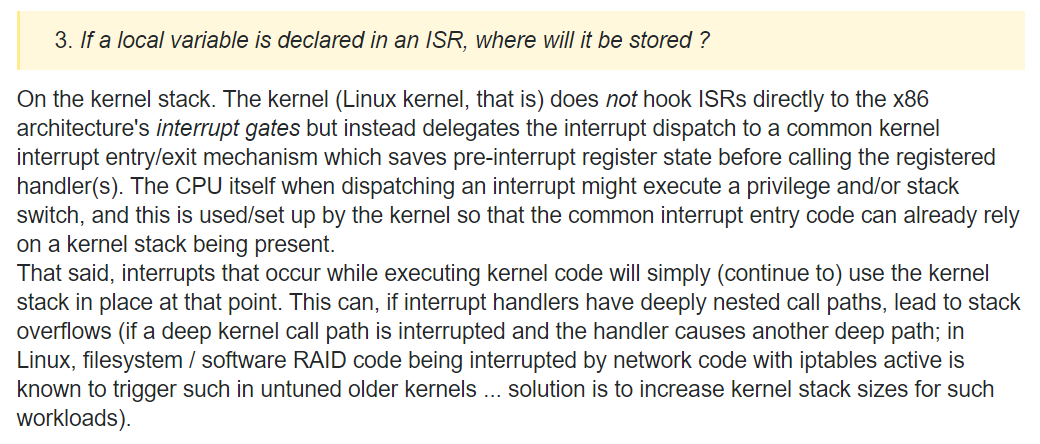 3. If a local variable is declared in an ISR, where will it be stored ?
On the kernel stack. The kernel (Linux kernel, that is) does not hook ISRs directly to the x86
architecture's interrupt gates but instead delegates the interrupt dispatch to a common kernel
interrupt entry/exit mechanism which saves pre-interrupt register state before calling the registered
handler(s). The CPU itself when dispatching an interrupt might execute a privilege and/or stack
switch, and this is used/set up by the kernel so that the common interrupt entry code can already rely
on a kernel stack being present.
That said, interrupts that occur while executing kernel code will simply (continue to) use the kernel
stack in place at that point. This can, if interrupt handlers have deeply nested call paths, lead to stack
overflows (if a deep kernel call path is interrupted and the handler causes another deep path; in
Linux, filesystem / software RAID code being interrupted by network code with iptables active is
known to trigger such in untuned older kernels ... solution is to increase kernel stack sizes for such
workloads).